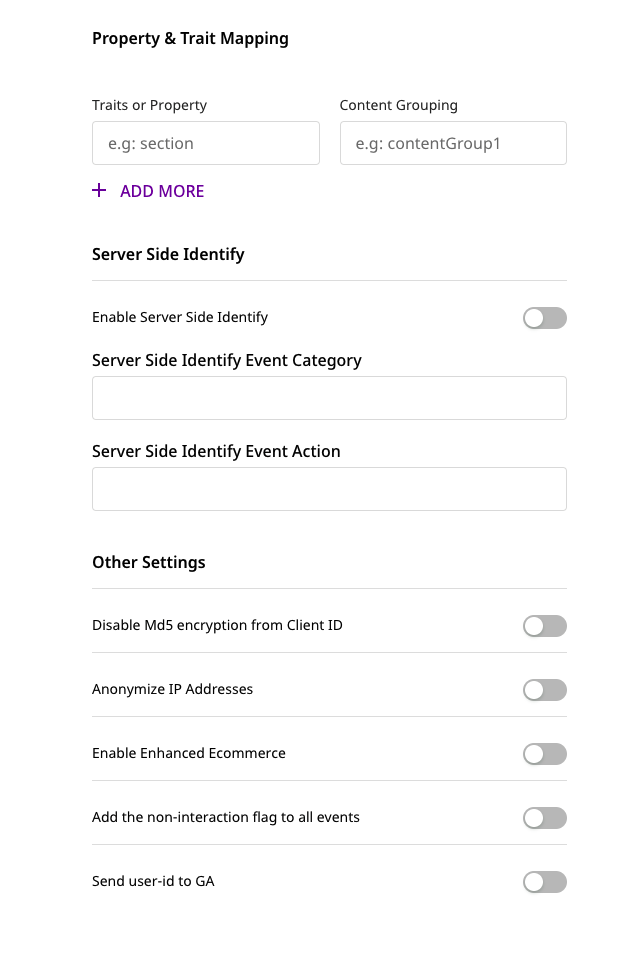 Property & Trait Mapping
Traits or Property
Content Grouping
e.g: section
e.g: contentGroup1
ADD MORE
Server Side Identify
Enable Server Side Identify
Server Side Identify Event Category
Server Side Identify Event Action
Other Settings
Disable Md5 encryption from Client ID
Anonymize IP Addresses
Enable Enhanced Ecommerce
Add the non-interaction flag to all events
Send user-id to GA